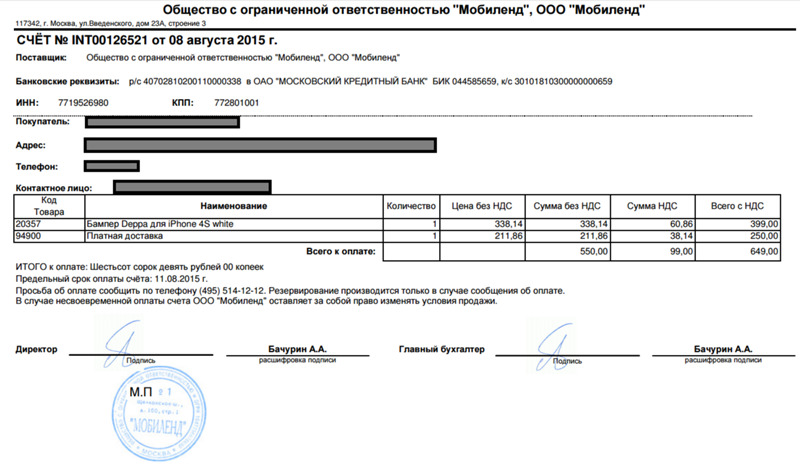 Общество с ограниченной ответственностью "Мобиленд", ООО "Мобиленд"
117342, г. Москва, ул.Введенского, дом 23А, строение 3
СЧЁТ № INT00126521 от 08 августа 2015 г.
Поставщик: Общество с ограниченной ответственностью "Мобиленд", ООО "Мобиленд"
Банковские реквизиты: р/с 40702810200110000338 в ОАО "МОСКОВСКИЙ КРЕДИТНЫЙ БАНК" БИК 044585659, к/с 30101810300000000659
ИНН: 7719526980 КПП: 772801001
Покупатель:
Адрес:
Телефон:
Контактное лицо:
Код Товара Наименование Количество Цена без НДС Сумма без НДС Сумма НДС Всего с НДС
20357 Бампер Deppa для iPhone 4S white 1 338,14 338,14 60,86 399,00
94900 Платная доставка 1 211,86 211,86 38,14 250,00
Всего к оплате: 550,00 99,00 649,00
ИТОГО к оплате: Шестьсот сорок девять рублей 00 копеек
Предельный срок оплаты счёта: 11.08.2015 г.
Просьба об оплате сообщить по телефону (495) 514-12-12. Резервирование производится только в случае сообщения об оплате.
В случае несвоевременной оплаты счета ООО "Мобиленд" оставляет за собой право изменять условия продажи.
Директор Бачурин А.А. Главный бухгалтер Бачурин А.А.
Подпись расшифровка подписи Подпись расшифровка подписи
М.П
№ 1
"МОБИЛЕНД"
МОСКВА